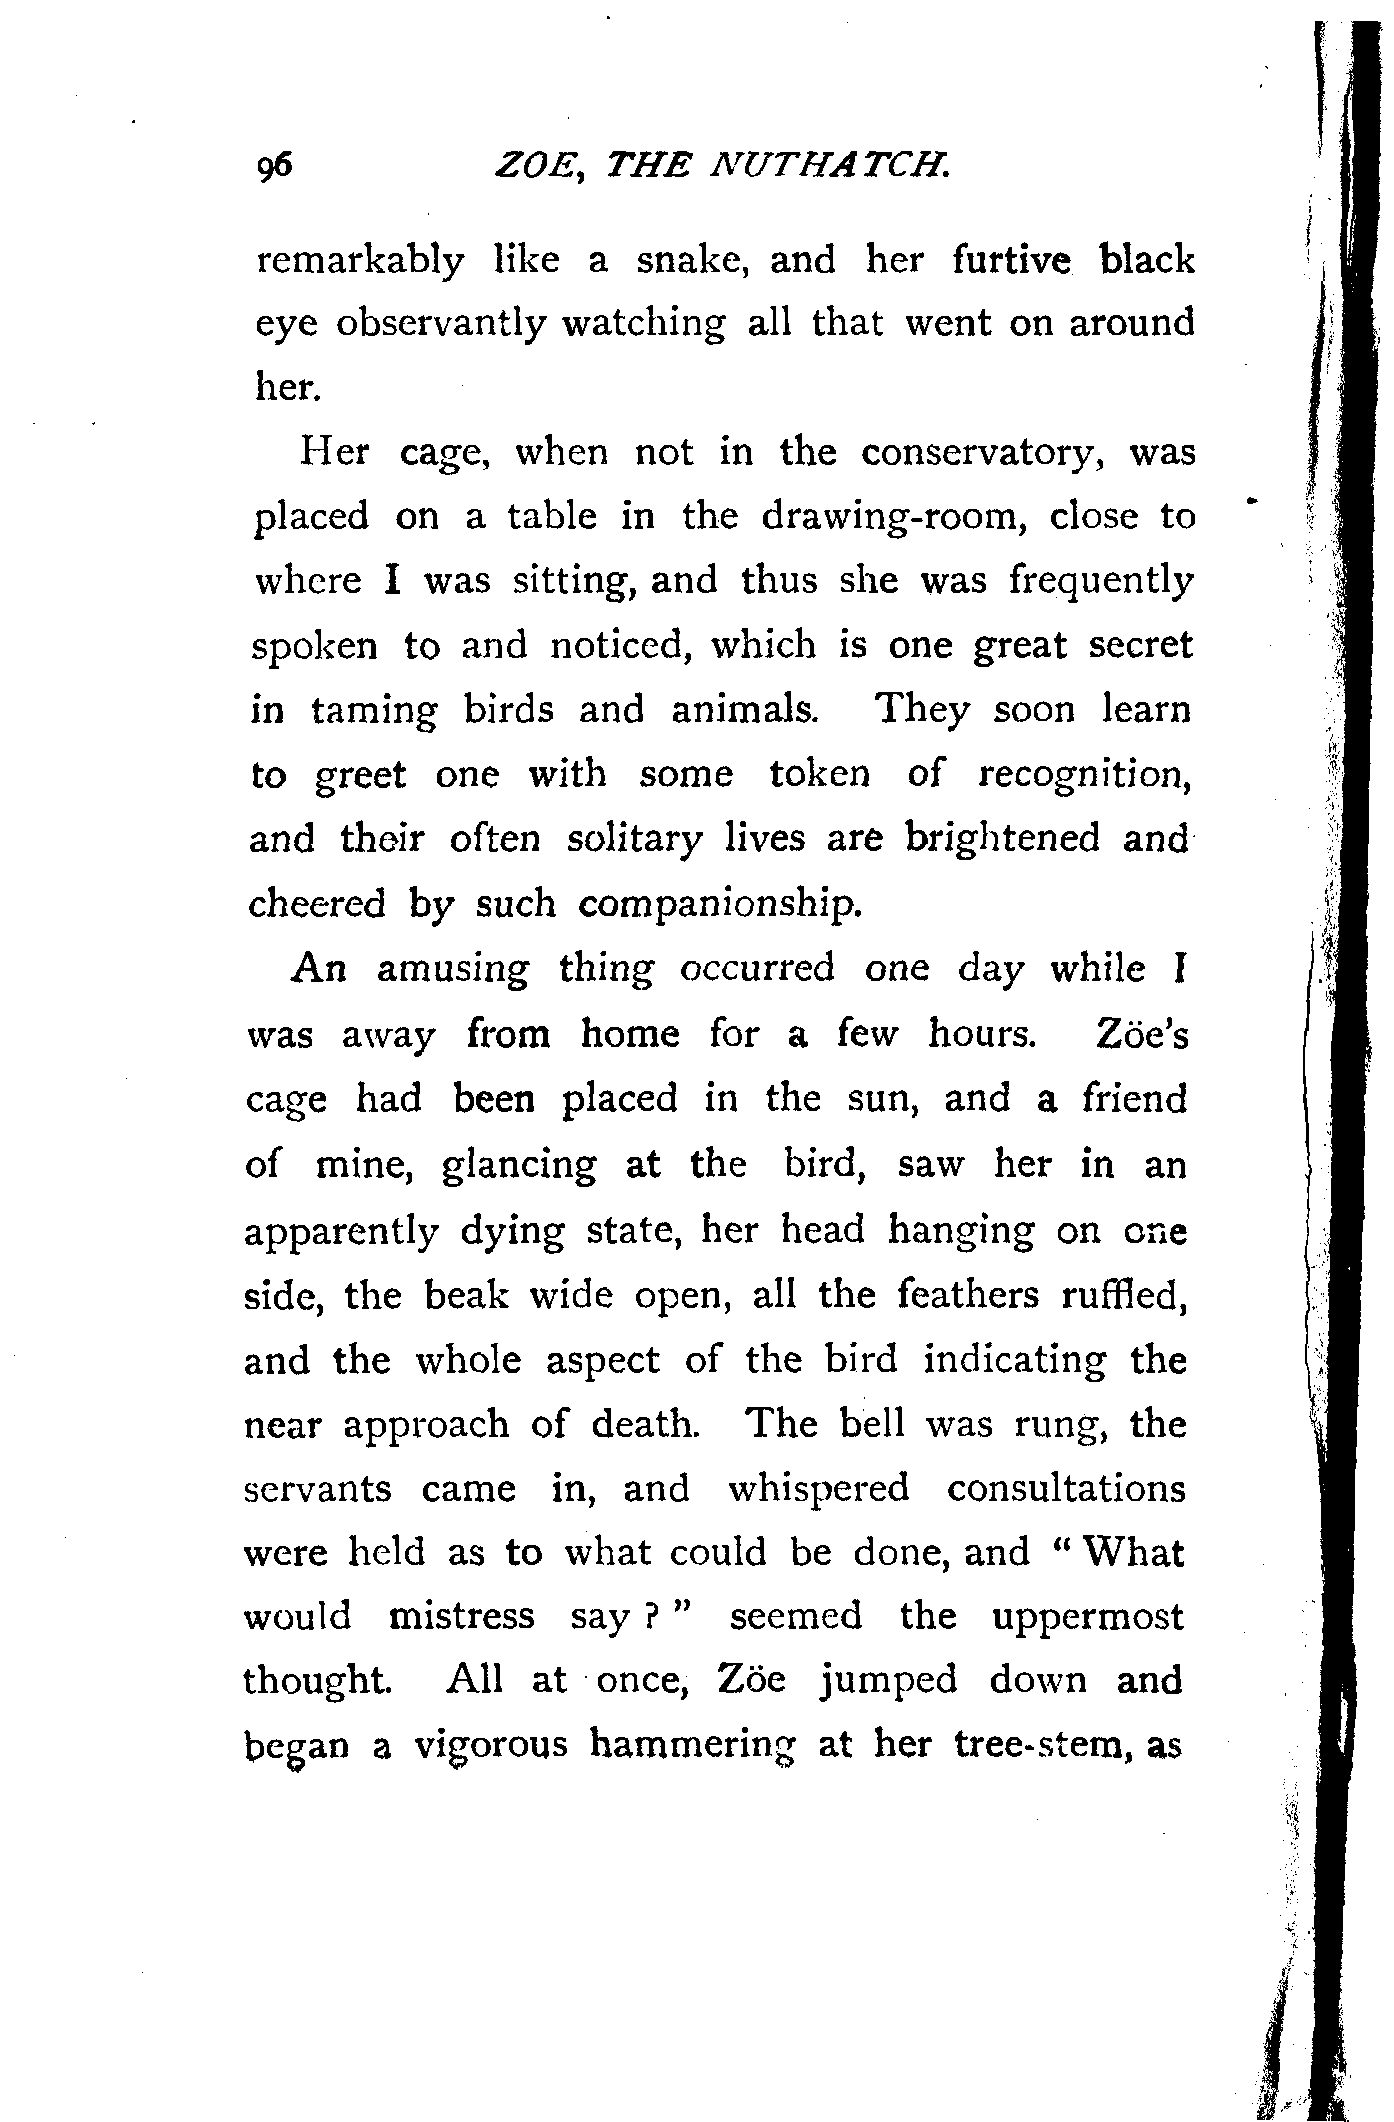 96 ZOE, THE NUTHATCH.
remarkably like a snake, and her furtive black
eye observantly watching all that went on around
her.
Her cage, when not in the conservatory, was
placed on a table in the drawing-room, close to
where I was sitting, and thus she was frequently
spoken to and noticed, which is one great secret
in taming birds and animals. They soon learn
to greet one with some token of recognition,
and their often solitary lives are brightened and
cheered by such companionship.
An amusing thing occurred one day while I
was away from home for a few hours. Zöe's
cage had been placed in the sun, and a friend
of mine, glancing at the bird, saw her in an
apparently dying state, her head hanging on one
side, the beak wide open, all the feathers ruffled,
and the whole aspect of the bird indicating the
near approach of death. The bell was rung, the
servants came in, and whispered consultations
were held as to what could be done, and “ What
would mistress say ? ” seemed the uppermost
thought. All at once, Zöe jumped down and
began a vigorous hammering at her tree-stem, as